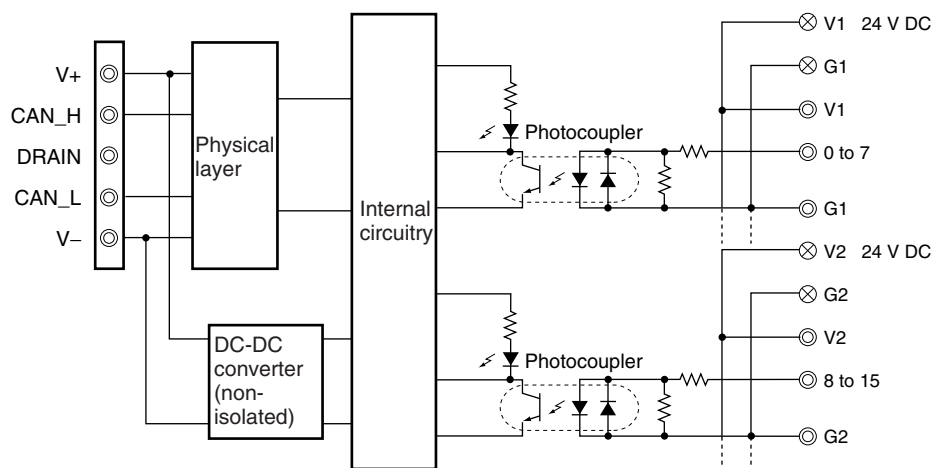 V+
CAN_H
DRAIN
CAN_L
V–
Physical
layer
DC-DC
converter
(non-
isolated)
Internal
circuitry
Photocoupler
V1 24 V DC
G1
V1
0 to 7
G1
Photocoupler
V2 24 V DC
G2
V2
8 to 15
G2